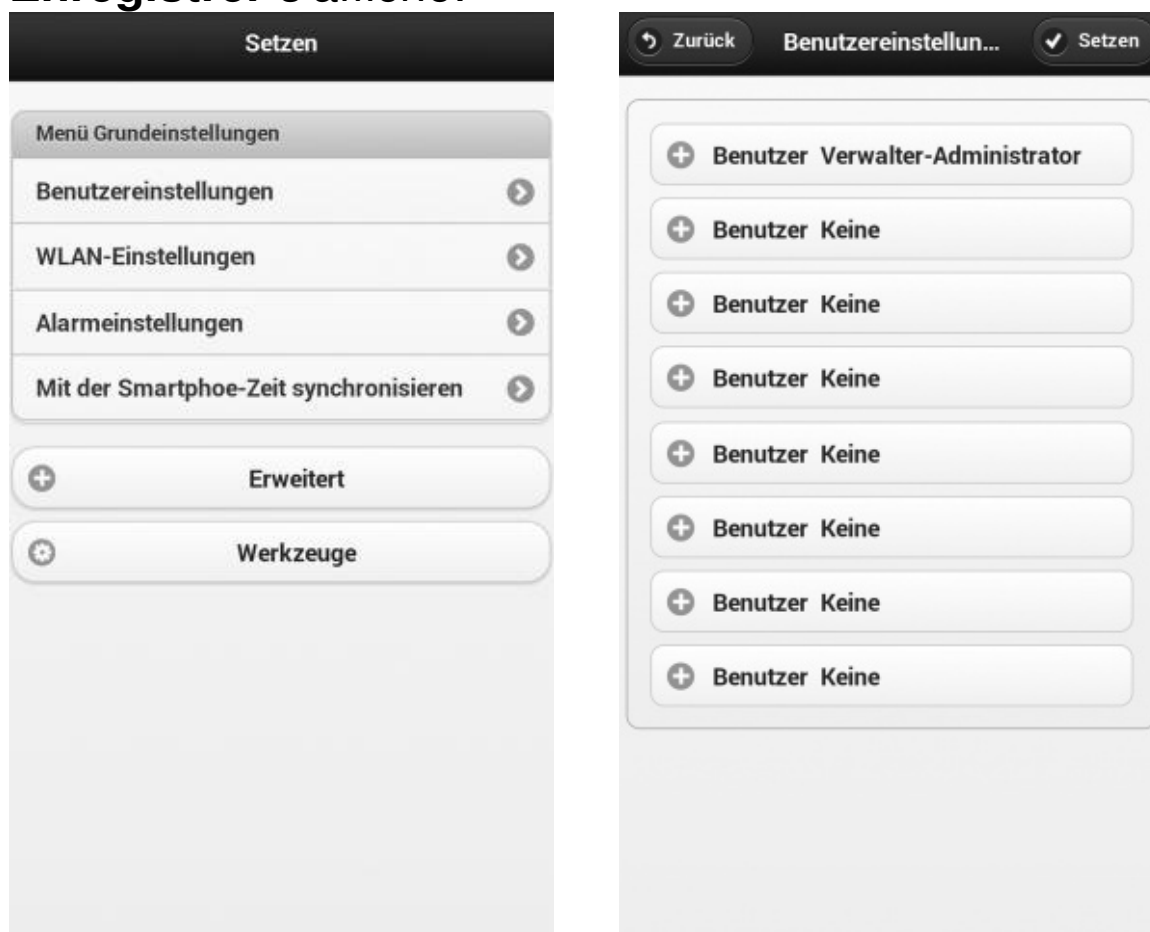 Setzen
Menü Grundeinstellungen
Benutzereinstellungen
WLAN-Einstellungen
Alarmeinstellungen
Mit der Smartphoe-Zeit synchronisieren
Erweitert
Werkzeuge
Zurück Benutzereinstellun... Setzen
Benutzer Verwalter-Administrator
Benutzer Keine
Benutzer Keine
Benutzer Keine
Benutzer Keine
Benutzer Keine
Benutzer Keine
Benutzer Keine